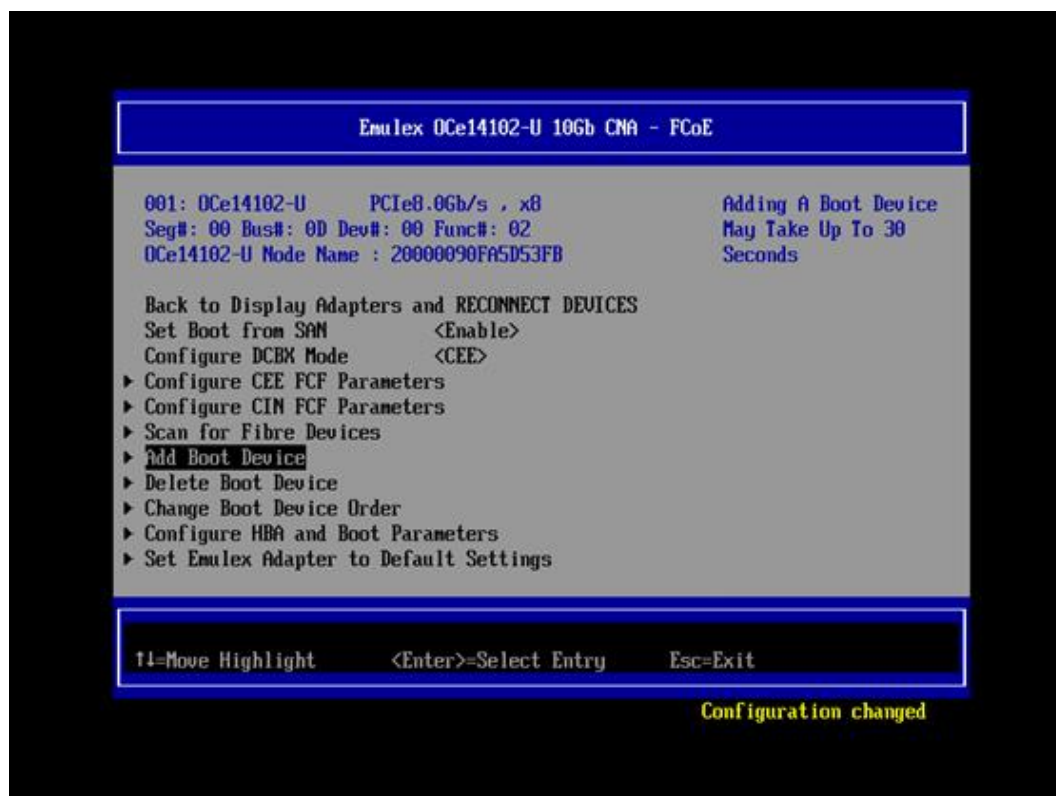 Emulex OCe14102-U 10Gb CNA - FCoE
001: OCe14102-U PCIe8.0Gb/s , x8
Seg#: 00 Bus#: 0D Dev#: 00 Func#: 02
OCe14102-U Node Name : 20000090FA5D53FB
Adding A Boot Device
May Take Up To 30
Seconds
Back to Display Adapters and RECONNECT DEVICES
Set Boot from SAN <Enable>
Configure DCBX Mode <CEE>
▶ Configure CEE FCF Parameters
▶ Configure CIN FCF Parameters
▶ Scan for Fibre Devices
▶ Add Boot Device
▶ Delete Boot Device
▶ Change Boot Device Order
▶ Configure HBA and Boot Parameters
▶ Set Emulex Adapter to Default Settings
↑↓=Move Highlight <Enter>=Select Entry Esc=Exit
Configuration changed